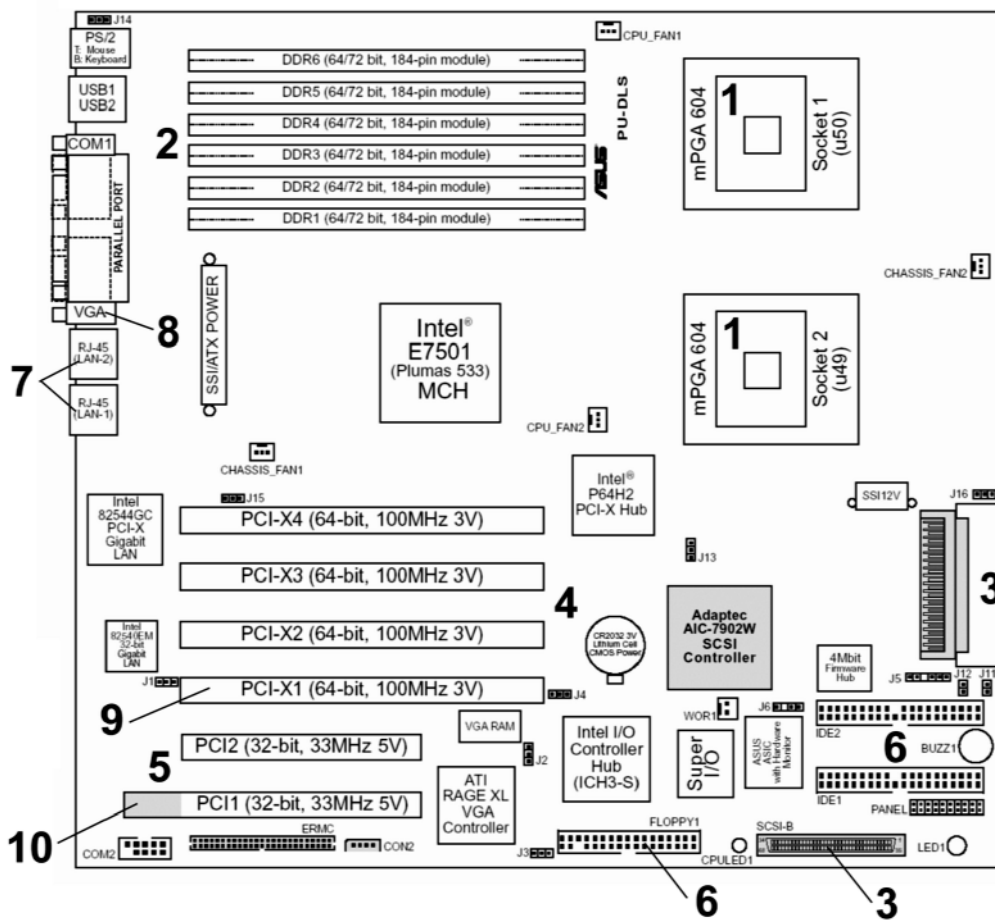 J14
PS/2
T: Mouse
B: Keyboard
USB1
USB2
COM1
PARALLEL PORT
VGA
RJ-45
(LAN-2)
RJ-45
(LAN-1)
7
8
2
DDR6 (64/72 bit, 184-pin module)
DDR5 (64/72 bit, 184-pin module)
DDR4 (64/72 bit, 184-pin module)
DDR3 (64/72 bit, 184-pin module)
DDR2 (64/72 bit, 184-pin module)
DDR1 (64/72 bit, 184-pin module)
CPU_FAN1
PU-DLS
ASUS
mPGA 604
1
Socket 1
(u50)
CHASSIS_FAN2
SSI/ATX POWER
Intel®
E7501
(Plumas 533)
MCH
mPGA 604
1
Socket 2
(u49)
CPU_FAN2
CHASSIS_FAN1
J15
Intel®
P64H2
PCI-X Hub
SSI12V
J16
Intel
82544GC
PCI-X
Gigabit
LAN
PCI-X4 (64-bit, 100MHz 3V)
PCI-X3 (64-bit, 100MHz 3V)
PCI-X2 (64-bit, 100MHz 3V)
PCI-X1 (64-bit, 100MHz 3V)
J13
3
4
CR2032 3V
Lithium Cell
CMOS Power
Adaptec
AIC-7902W
SCSI
Controller
Intel
82540EM
32-bit
Gigabit
LAN
J1
J4
4Mbit
Firmware
Hub
J5
J12
J11
9
VGA RAM
J2
WOR1
J6
IDE2
6
BUZZ1
5
PCI2 (32-bit, 33MHz 5V)
Intel I/O
Controller
Hub
(ICH3-S)
Super
I/O
ASUS
ASIC
with Hardware
Monitor
ATI
RAGE XL
VGA
Controller
IDE1
PANEL
10
PCI1 (32-bit, 33MHz 5V)
COM2
ERMC
CON2
J3
FLOPPY1
CPULED1
SCSI-B
LED1
6
3